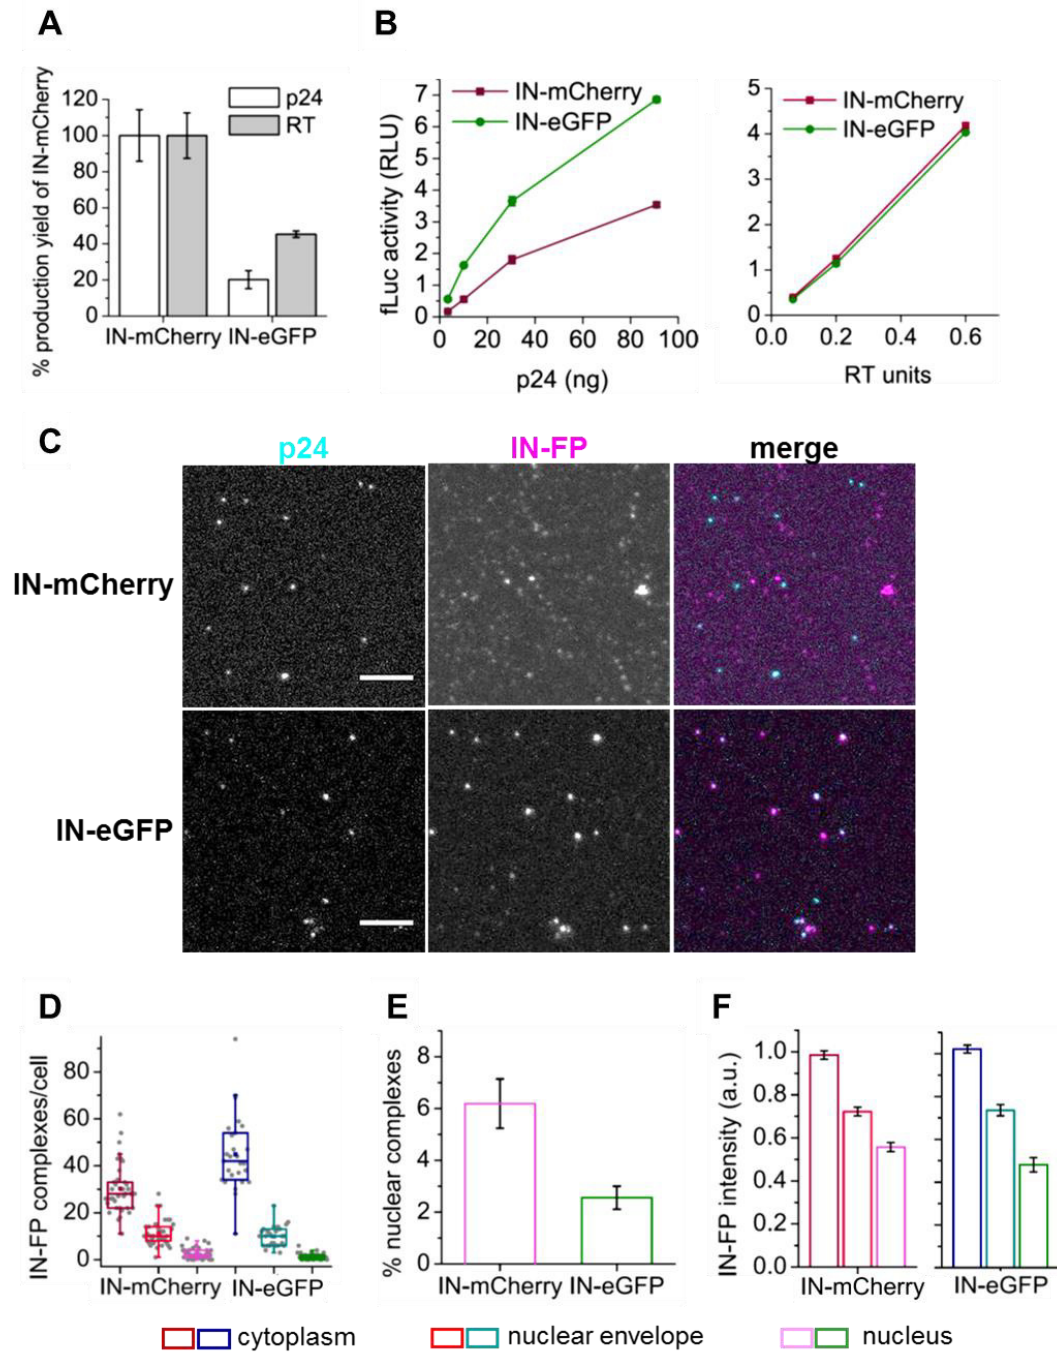 A
% production yield of IN-mCherry
120
100
80
60
40
20
0
p24
RT
IN-mCherry IN-eGFP
B
fLuc activity (RLU)
7
6
5
4
3
2
1
0
IN-mCherry
IN-eGFP
0 20 40 60 80 100
p24 (ng)
5
4
3
2
1
0
IN-mCherry
IN-eGFP
0.0 0.2 0.4 0.6
RT units
C
p24 IN-FP merge
IN-mCherry
IN-eGFP
D
IN-FP complexes/cell
80
60
40
20
0
IN-mCherry IN-eGFP
E
% nuclear complexes
8
6
4
2
0
IN-mCherry IN-eGFP
F
IN-FP intensity (a.u.)
1.0
0.8
0.6
0.4
0.2
0.0
IN-mCherry IN-eGFP
cytoplasm nuclear envelope nucleus